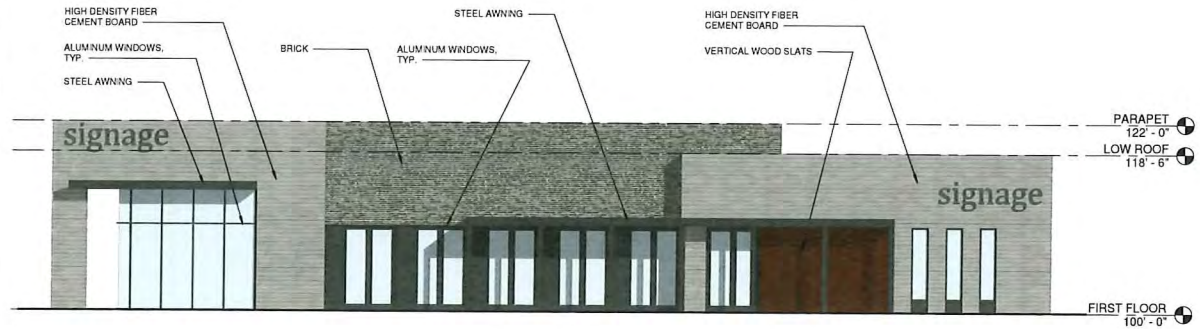 HIGH DENSITY FIBER
CEMENT BOARD
ALUMINUM WINDOWS,
TYP.
STEEL AWNING
BRICK
STEEL AWNING
ALUMINUM WINDOWS,
TYP.
HIGH DENSITY FIBER
CEMENT BOARD
VERTICAL WOOD SLATS
signage
signage
PARAPET
122' - 0"
LOW ROOF
118' - 6"
FIRST FLOOR
100' - 0"